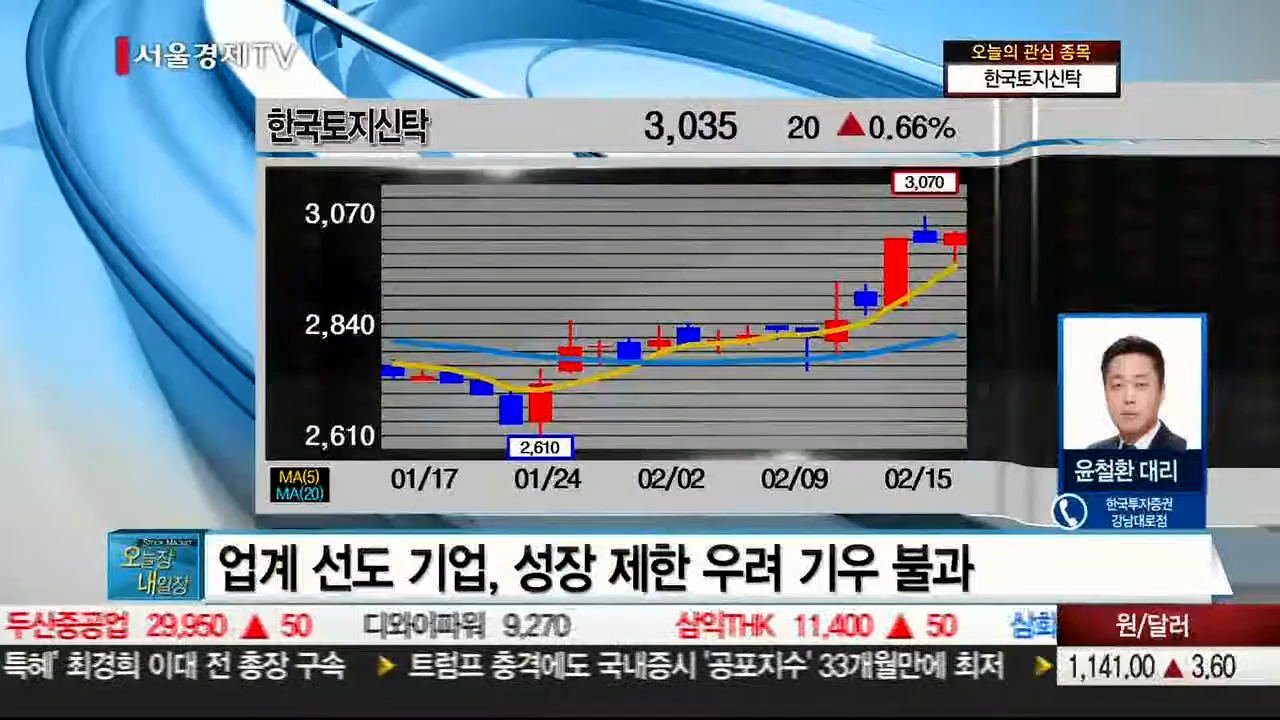 서울경제TV
오늘의 관심 종목
한국토지신탁
한국토지신탁 3,035 20 ▲0.66%
3,070
3,070
2,840
2,610
2,610
MA(5)
MA(20)
01/17 01/24 02/02 02/09 02/15
윤철환 대리
한국투자증권
강남대로점
STOCK MARKET
오늘장
내일장
업계 선도 기업, 성장 제한 우려 기우 불과
두산중공업 29,950 ▲ 50 디와이파워 9,270 삼익THK 11,400 ▲ 50 삼화
원/달러
특혜' 최경희 이대 전 총장 구속 ▶ 트럼프 충격에도 국내증시 '공포지수' 33개월만에 최저 ▶
1,141.00 ▲ 3.60